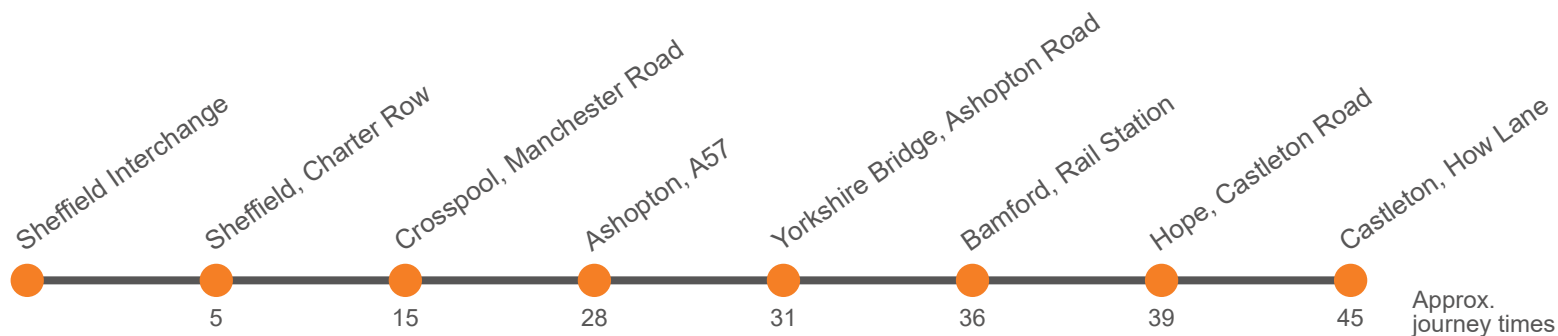 Sheffield Interchange
Sheffield, Charter Row
Crosspool, Manchester Road
Ashopton, A57
Yorkshire Bridge, Ashopton Road
Bamford, Rail Station
Hope, Castleton Road
Castleton, How Lane
5 15 28 31 36 39 45
Approx.
journey times